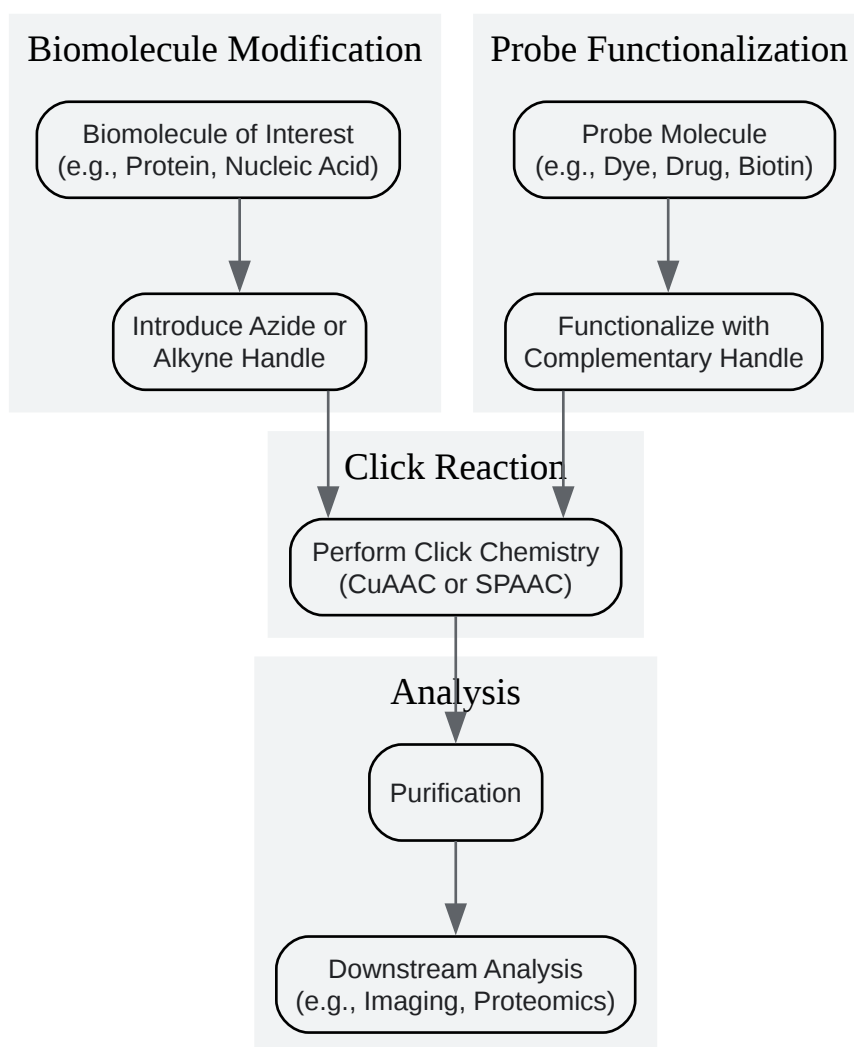 Biomolecule Modification
Biomolecule of Interest
(e.g., Protein, Nucleic Acid)
Introduce Azide or
Alkyne Handle
Probe Functionalization
Probe Molecule
(e.g., Dye, Drug, Biotin)
Functionalize with
Complementary Handle
Click Reaction
Perform Click Chemistry
(CuAAC or SPAAC)
Analysis
Purification
Downstream Analysis
(e.g., Imaging, Proteomics)